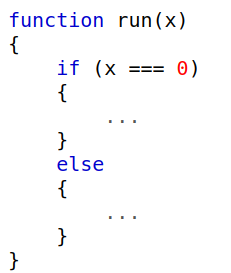 function run(x)
{
    if (x === 0)
    {
        ...
    }
    else
    {
        ...
    }
}